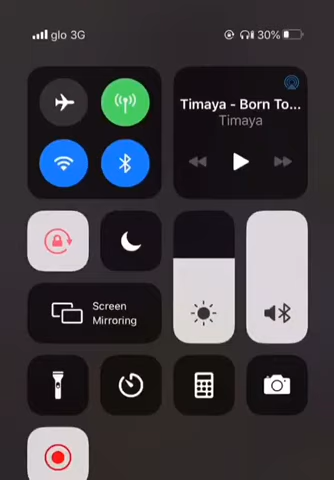 glo 3G
30%
Timaya - Born To...
Timaya
Screen
Mirroring